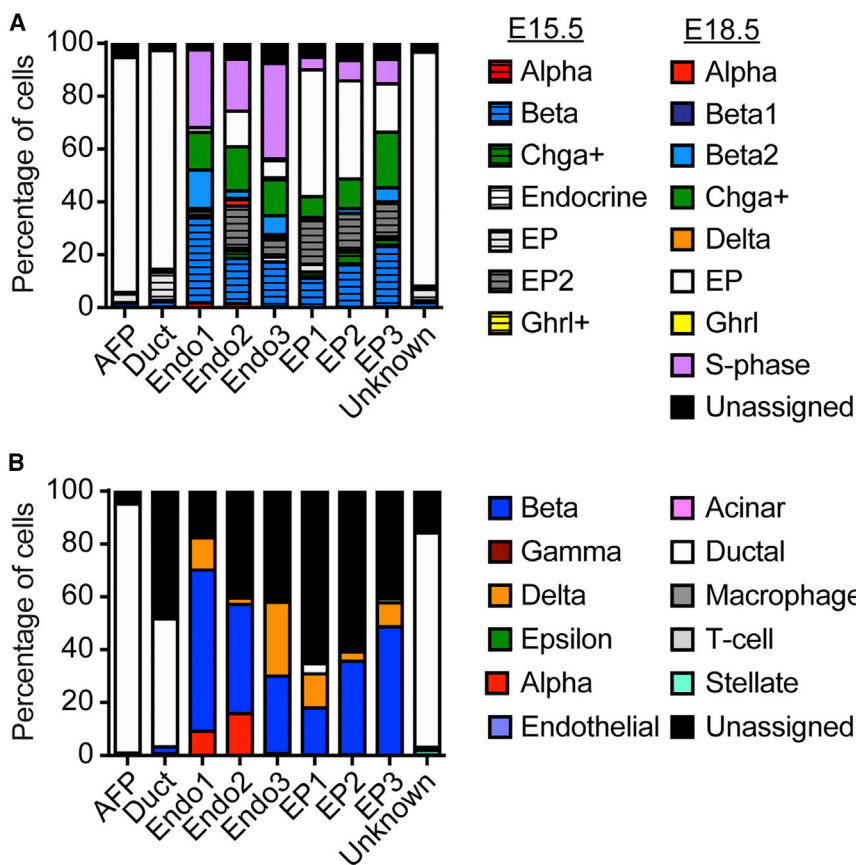 A
Percentage of cells
100
80
60
40
20
0
AFP
Duct
Endo1
Endo2
Endo3
EP1
EP2
EP3
Unknown
E15.5
Alpha
Beta
Chga+
Endocrine
EP
EP2
Ghrl+
E18.5
Alpha
Beta1
Beta2
Chga+
Delta
EP
Ghrl
S-phase
Unassigned
B
Percentage of cells
100
80
60
40
20
0
AFP
Duct
Endo1
Endo2
Endo3
EP1
EP2
EP3
Unknown
Beta
Gamma
Delta
Epsilon
Alpha
Endothelial
Acinar
Ductal
Macrophage
T-cell
Stellate
Unassigned